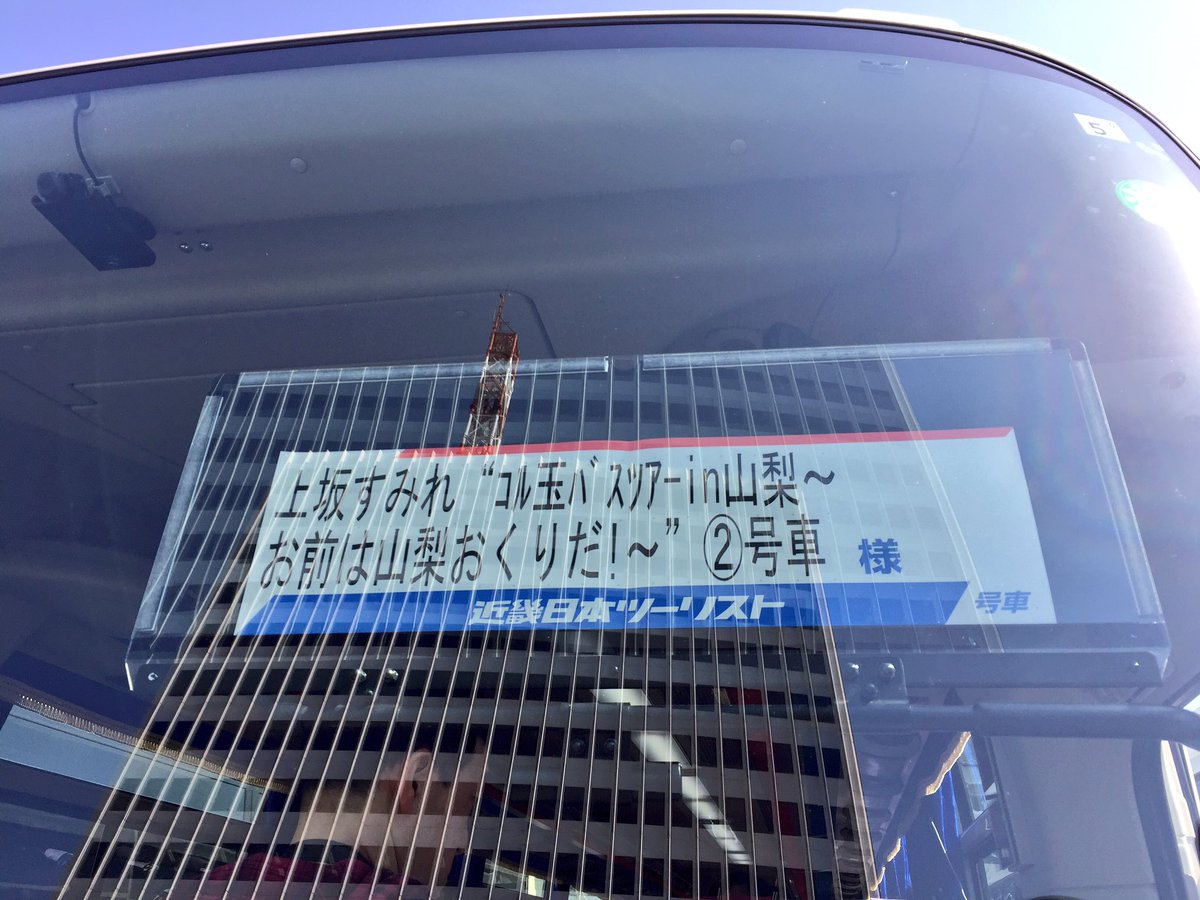 5
上坂すみれ “ｺﾙ玉ﾊﾞｽﾂｱｰin山梨～
お前は山梨おくりだ!～” ②号車 様
近畿日本ツーリスト 号車